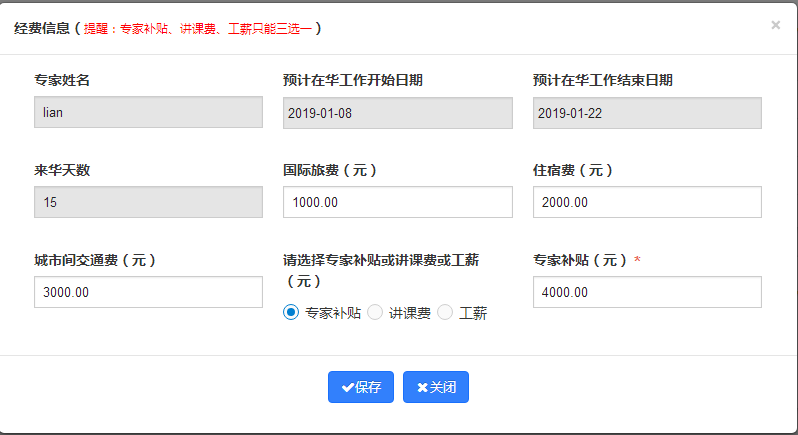 经费信息（提醒：专家补贴、讲课费、工薪只能三选一）
×
专家姓名
预计在华工作开始日期
预计在华工作结束日期
lian
2019-01-08
2019-01-22
来华天数
国际旅费（元）
住宿费（元）
15
1000.00
2000.00
城市间交通费（元）
请选择专家补贴或讲课费或工薪
（元）
专家补贴（元）*
3000.00
4000.00
专家补贴 讲课费 工薪
保存
关闭